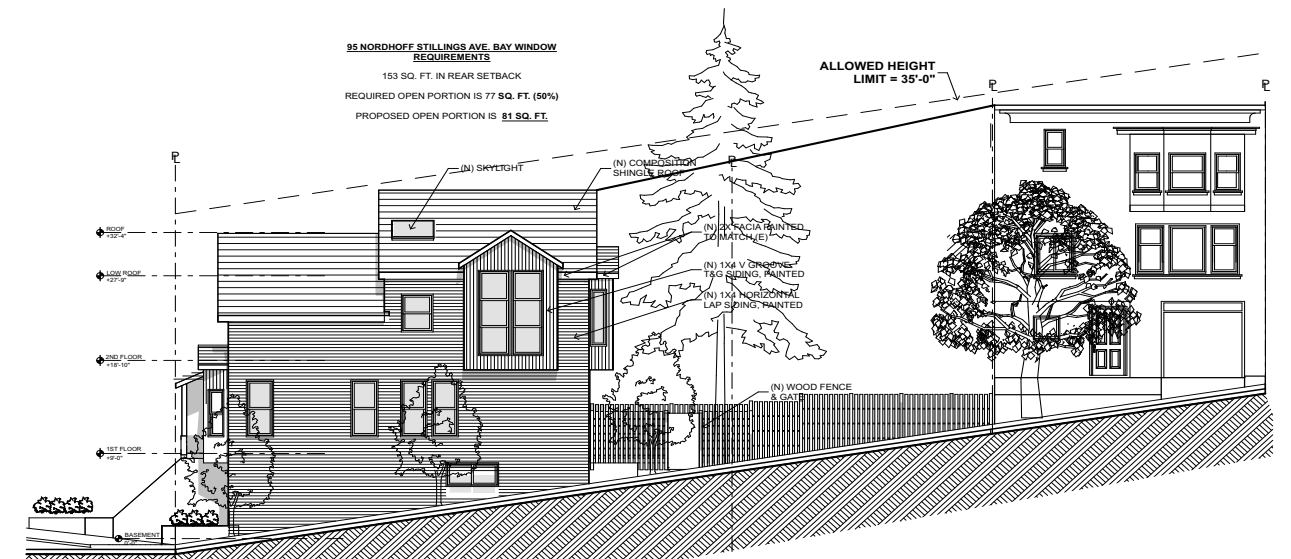 95 NORDHOFF STILLINGS AVE. BAY WINDOW
REQUIREMENTS
153 SQ. FT. IN REAR SETBACK
REQUIRED OPEN PORTION IS 77 SQ. FT. (50%)
PROPOSED OPEN PORTION IS 81 SQ. FT.
ALLOWED HEIGHT
LIMIT = 35'-0"
PL
PL
PL
PL
(N) SKYLIGHT
(N) COMPOSITION
SHINGLE ROOF
ROOF
+32'-4"
(N) 2X FACIA PAINTED
TO MATCH (E)
LOW ROOF
+27'-9"
(N) 1X4 V GROOVE
T&G SIDING, PAINTED
(N) 1X4 HORIZONTAL
LAP SIDING, PAINTED
2ND FLOOR
+18'-10"
(N) WOOD FENCE
& GATE
1ST FLOOR
+9'-0"
BASEMENT